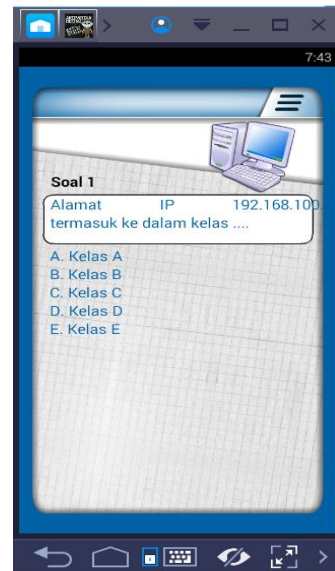 7:43
Soal 1
Alamat IP 192.168.100
termasuk ke dalam kelas ....
A. Kelas A
B. Kelas B
C. Kelas C
D. Kelas D
E. Kelas E